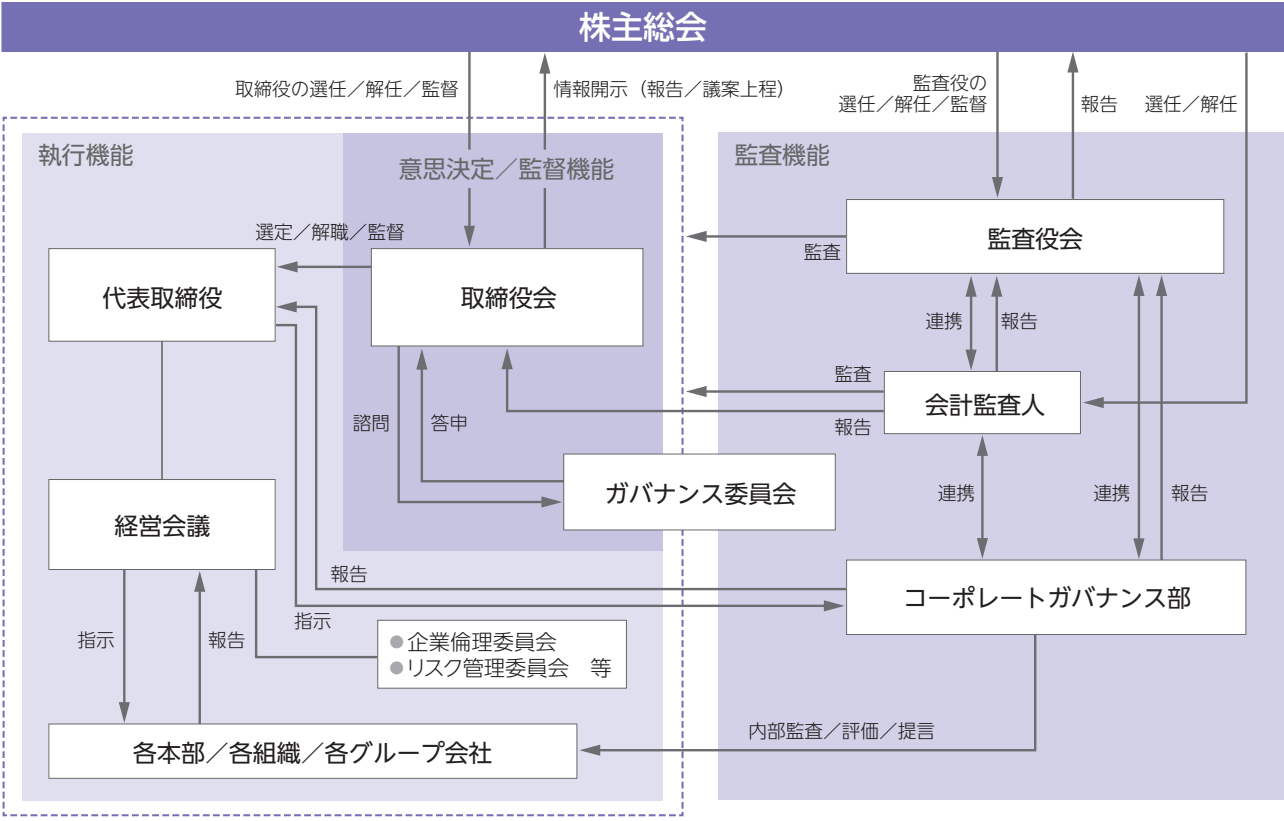 株主総会
取締役の選任／解任／監督
情報開示（報告／議案上程）
監査役の
選任／解任／監督
報告
選任／解任
執行機能
意思決定／監督機能
監査機能
選定／解職／監督
監査役会
監査
代表取締役
取締役会
連携
報告
監査
会計監査人
報告
諮問
答申
ガバナンス委員会
連携
連携
報告
経営会議
報告
コーポレートガバナンス部
指示
指示
報告
●企業倫理委員会
●リスク管理委員会　等
内部監査／評価／提言
各本部／各組織／各グループ会社